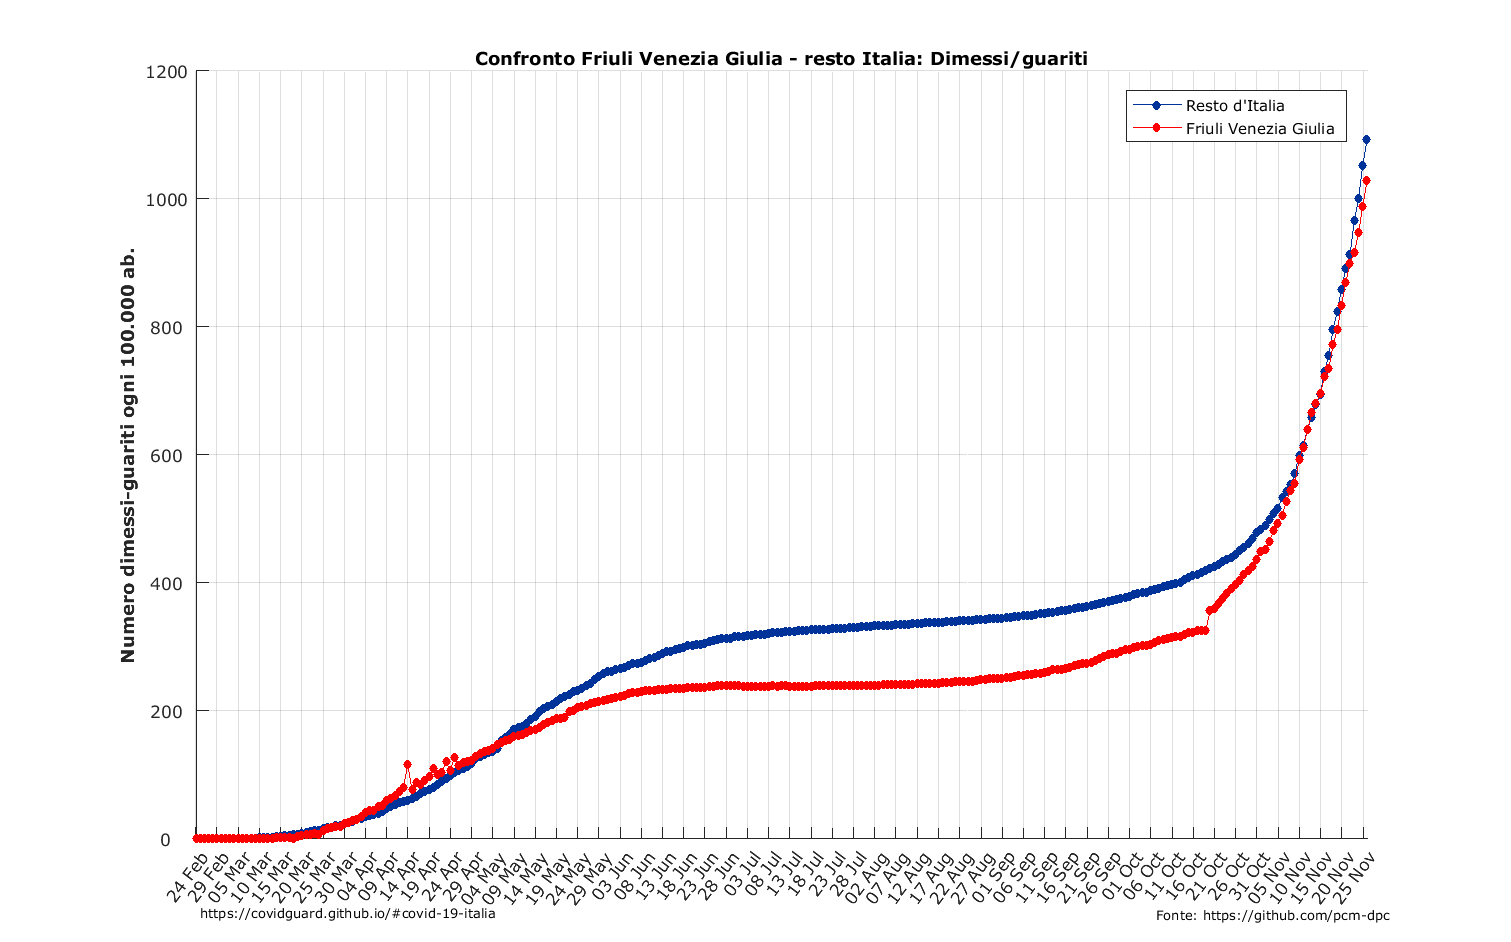 Confronto Friuli Venezia Giulia - resto Italia: Dimessi/guariti
Resto d'Italia
Friuli Venezia Giulia
Numero dimessi-guariti ogni 100.000 ab.
1200
1000
800
600
400
200
0
24 Feb
29 Feb
05 Mar
10 Mar
15 Mar
20 Mar
25 Mar
30 Mar
04 Apr
09 Apr
14 Apr
19 Apr
24 Apr
29 Apr
04 May
09 May
14 May
19 May
24 May
29 May
03 Jun
08 Jun
13 Jun
18 Jun
23 Jun
28 Jun
03 Jul
08 Jul
13 Jul
18 Jul
23 Jul
28 Jul
02 Aug
07 Aug
12 Aug
17 Aug
22 Aug
27 Aug
01 Sep
06 Sep
11 Sep
16 Sep
21 Sep
26 Sep
01 Oct
06 Oct
11 Oct
16 Oct
21 Oct
26 Oct
31 Oct
05 Nov
10 Nov
15 Nov
20 Nov
25 Nov
https://covidguard.github.io/#covid-19-italia
Fonte: https://github.com/pcm-dpc